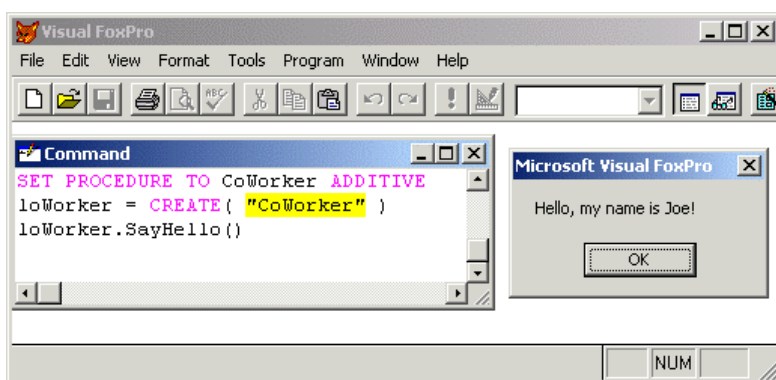 Visual FoxPro
File Edit View Format Tools Program Window Help
ABC
Command
SET PROCEDURE TO CoWorker ADDITIVE
loWorker = CREATE( "CoWorker" )
loWorker.SayHello()
Microsoft Visual FoxPro
Hello, my name is Joe!
OK
NUM